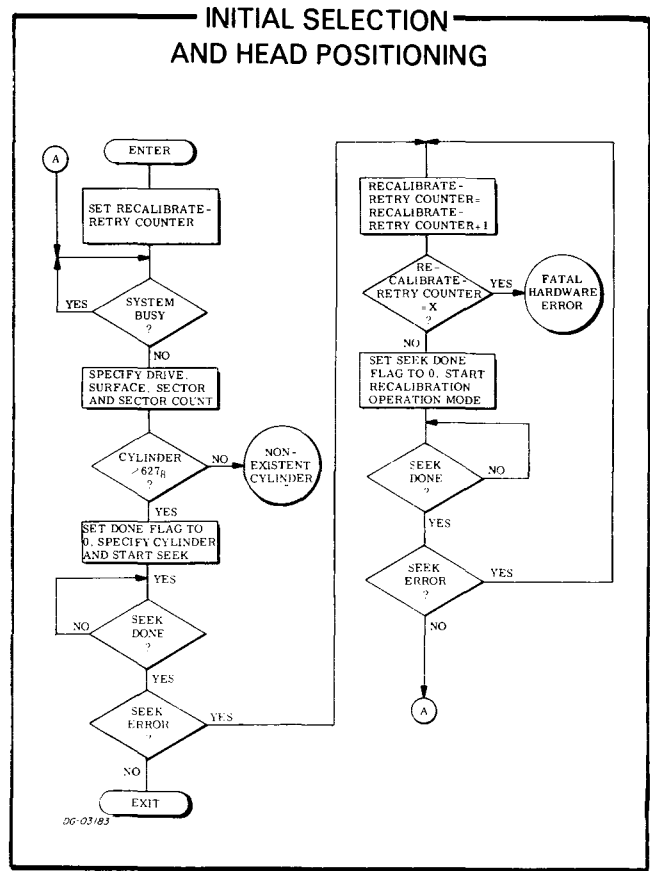 INITIAL SELECTION
AND HEAD POSITIONING
A
ENTER
SET RECALIBRATE-
RETRY COUNTER
YES
SYSTEM
BUSY
?
NO
SPECIFY DRIVE,
SURFACE, SECTOR
AND SECTOR COUNT
CYLINDER
627₈
?
NO
NON-
EXISTENT
CYLINDER
YES
SET DONE FLAG TO
0, SPECIFY CYLINDER
AND START SEEK
YES
NO
SEEK
DONE
?
YES
SEEK
ERROR
?
YES
NO
EXIT
DG-03183
RECALIBRATE-
RETRY COUNTER=
RECALIBRATE-
RETRY COUNTER+1
RE-
CALIBRATE-
RETRY COUNTER
=X
?
YES
FATAL
HARDWARE
ERROR
NO
SET SEEK DONE
FLAG TO 0, START
RECALIBRATION
OPERATION MODE
SEEK
DONE
?
NO
YES
SEEK
ERROR
?
YES
NO
A